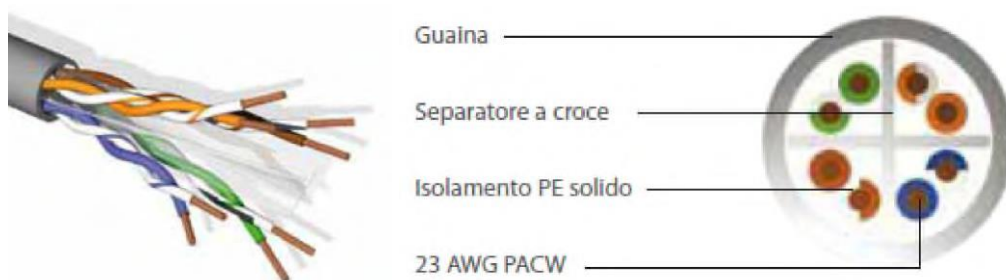 Guaina
Separatore a croce
Isolamento PE solido
23 AWG PACW